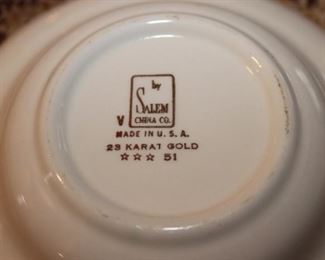 by
SALEM
V CHINA CO.
MADE IN U.S.A.
23 KARAT GOLD
☆☆☆ 51